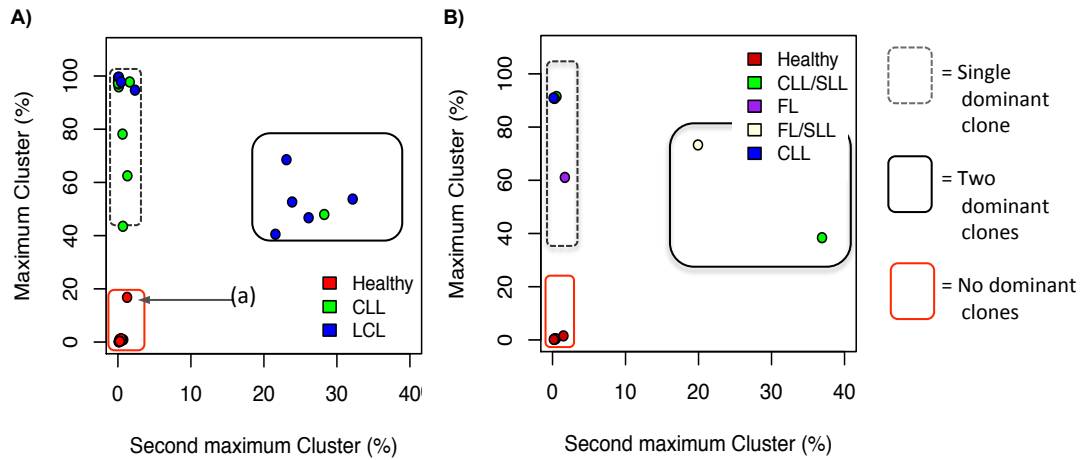 A)
Maximum Cluster (%)
100
80
60
40
20
0
(a)
Healthy
CLL
LCL
0 10 20 30 40
Second maximum Cluster (%)
B)
Maximum Cluster (%)
100
80
60
40
20
0
Healthy
CLL/SLL
FL
FL/SLL
CLL
0 10 20 30 40
Second maximum Cluster (%)
= Single
dominant
clone
= Two
dominant
clones
= No dominant
clones